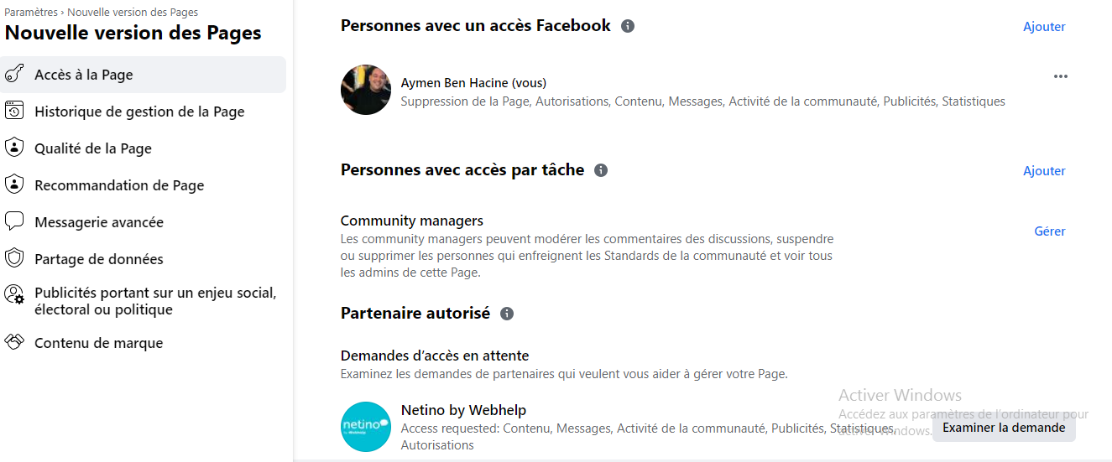 Paramètres › Nouvelle version des Pages
Nouvelle version des Pages
Accès à la Page
Historique de gestion de la Page
Qualité de la Page
Recommandation de Page
Messagerie avancée
Partage de données
Publicités portant sur un enjeu social,
électoral ou politique
Contenu de marque
Personnes avec un accès Facebook
Ajouter
Aymen Ben Hacine (vous)
Suppression de la Page, Autorisations, Contenu, Messages, Activité de la communauté, Publicités, Statistiques
Personnes avec accès par tâche
Ajouter
Community managers
Les community managers peuvent modérer les commentaires des discussions, suspendre
ou supprimer les personnes qui enfreignent les Standards de la communauté et voir tous
les admins de cette Page.
Gérer
Partenaire autorisé
Demandes d'accès en attente
Examinez les demandes de partenaires qui veulent vous aider à gérer votre Page.
netino
Netino by Webhelp
Access requested: Contenu, Messages, Activité de la communauté, Publicités, Statistiques,
Autorisations
Examiner la demande
Activer Windows
Accédez aux paramètres de l'ordinateur pour
activer Windows.